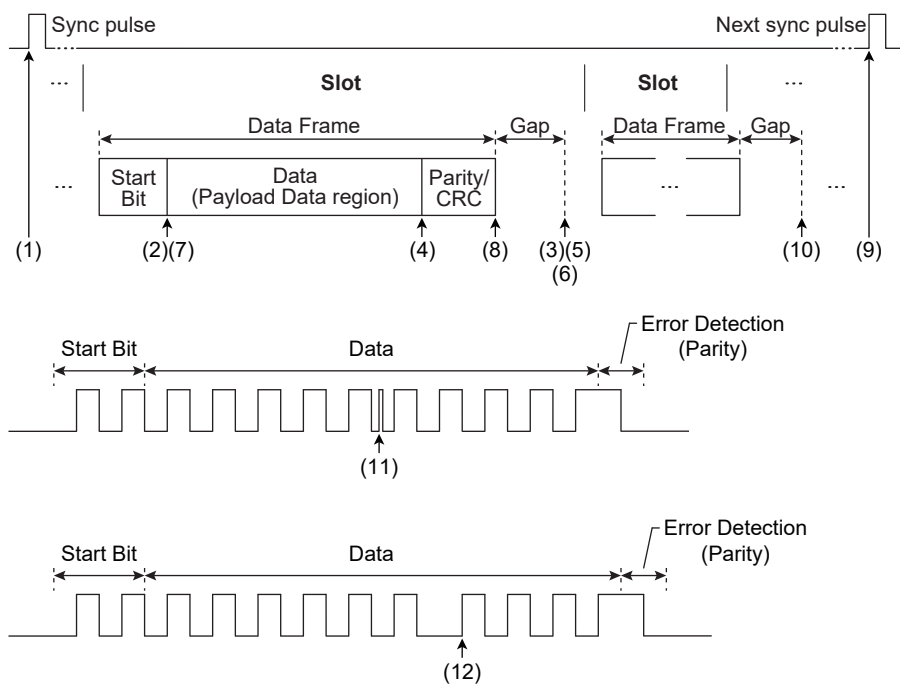 Sync pulse
Next sync pulse
...
...
...
Slot
Slot
...
Data Frame
Gap
Data Frame
Gap
...
Start
Bit
Data
(Payload Data region)
Parity/
CRC
...
...
(1)
(2)(7)
(4)
(8)
(3)(5)
(6)
(10)
(9)
Start Bit
Data
Error Detection
(Parity)
(11)
Start Bit
Data
Error Detection
(Parity)
(12)